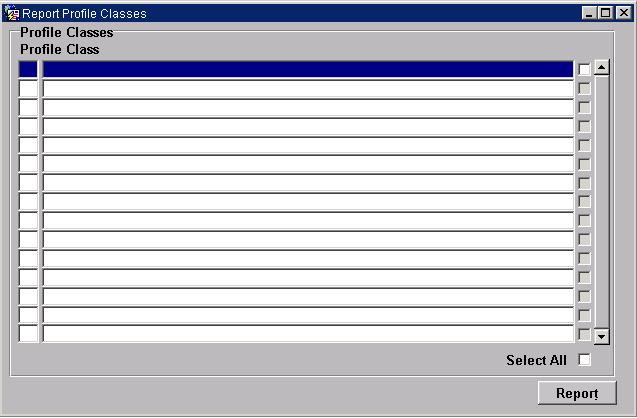 Report Profile Classes
Profile Classes
Profile Class
Select All
Report